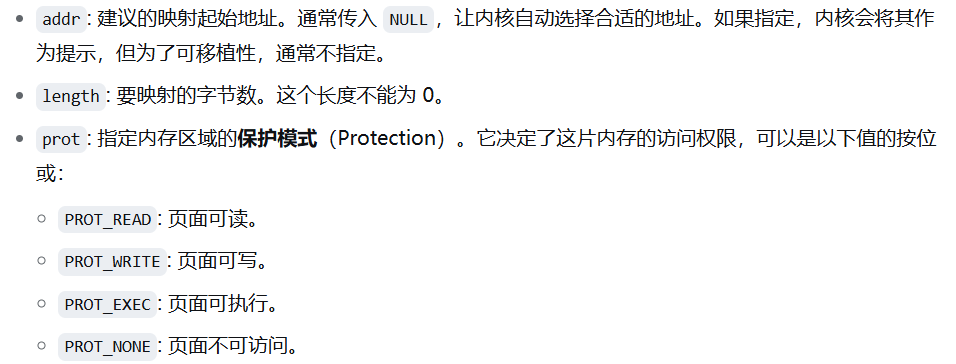 addr: 建议的映射起始地址。通常传入 NULL，让内核自动选择合适的地址。如果指定，内核会将其作
为提示，但为了可移植性，通常不指定。
length: 要映射的字节数。这个长度不能为 0。
prot: 指定内存区域的保护模式（Protection）。它决定了这片内存的访问权限，可以是以下值的按位
或：
PROT_READ: 页面可读。
PROT_WRITE: 页面可写。
PROT_EXEC: 页面可执行。
PROT_NONE: 页面不可访问。